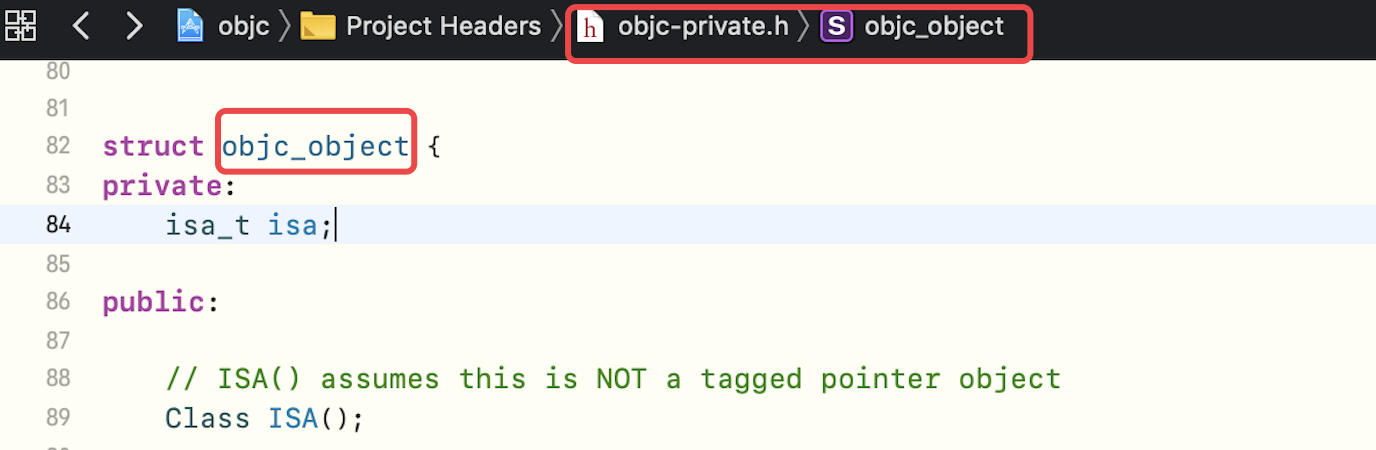 objc Project Headers objc-private.h S objc_object
80
81
82 struct objc_object {
83 private:
84 isa_t isa;
85
86 public:
87
88 // ISA() assumes this is NOT a tagged pointer object
89 Class ISA();